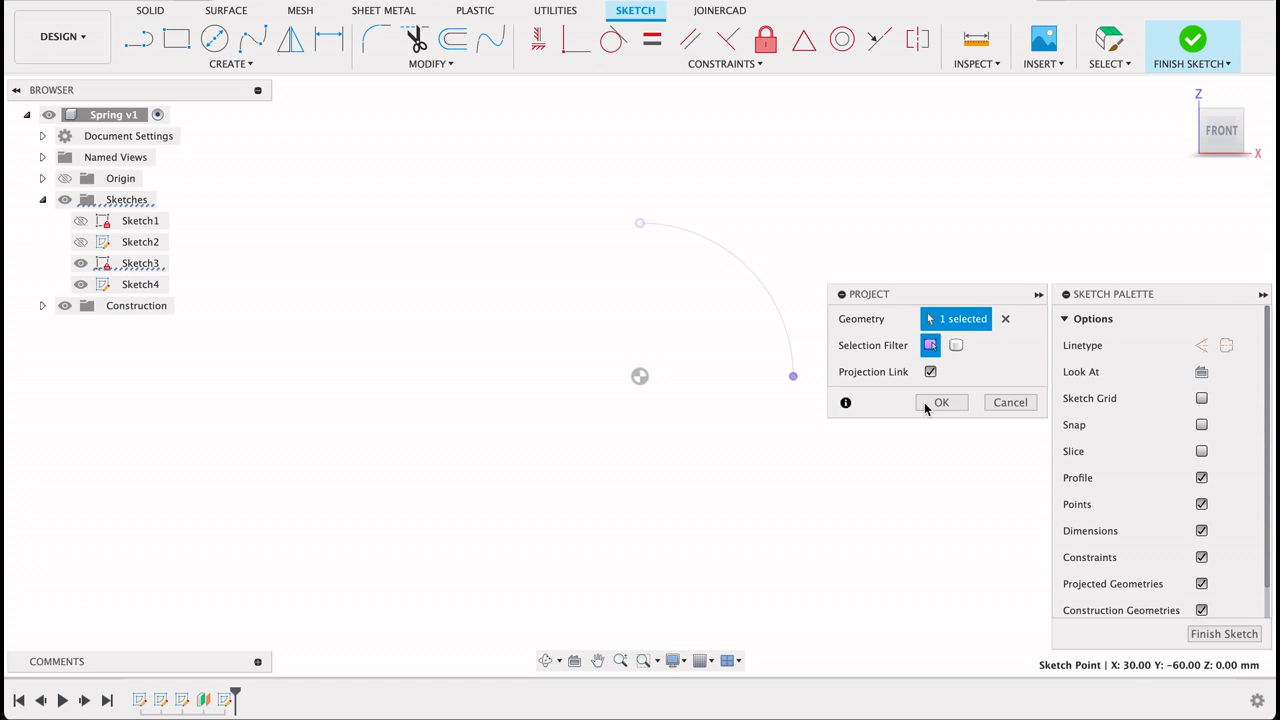 SOLID SURFACE MESH SHEET METAL PLASTIC UTILITIES SKETCH JOINERCAD
DESIGN
CREATE MODIFY CONSTRAINTS INSPECT INSERT SELECT FINISH SKETCH
BROWSER
Spring v1
Document Settings
Named Views
Origin
Sketches
Sketch1
Sketch2
Sketch3
Sketch4
Construction
Z
FRONT
X
PROJECT
Geometry 1 selected
Selection Filter
Projection Link
OK Cancel
SKETCH PALETTE
Options
Linetype
Look At
Sketch Grid
Snap
Slice
Profile
Points
Dimensions
Constraints
Projected Geometries
Construction Geometries
Finish Sketch
COMMENTS
Sketch Point | X: 30.00 Y: -60.00 Z: 0.00 mm